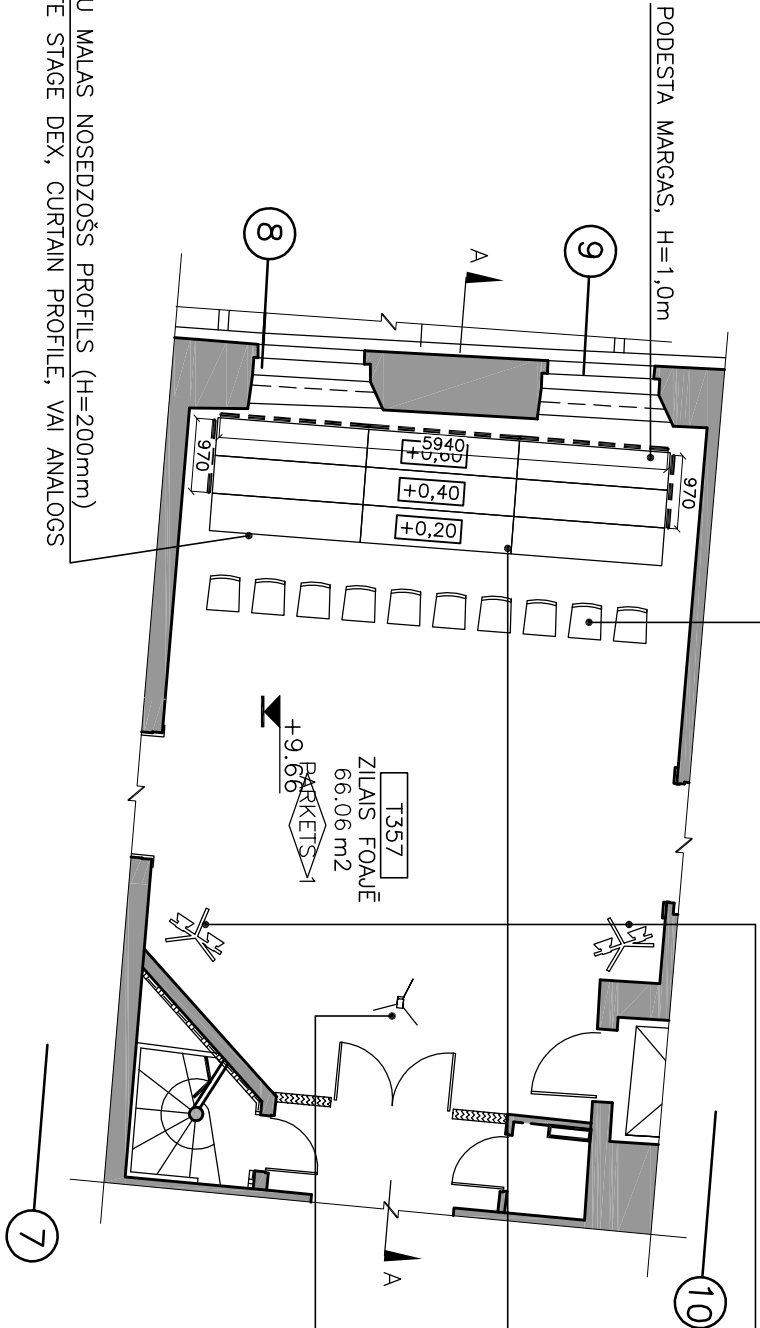 PODESTA MARGAS, H=1,0m
U MALAS NOSEDZOŠS PROFILS (H=200mm)
TE STAGE DEX, CURTAIN PROFILE, VAI ANALOGS
8
A
9
970
5940
+0,60
+0,40
+0,20
970
T357
ZILAIS FOAJĒ
66.06 m2
PARKETS-1
+9.66
A
7
10